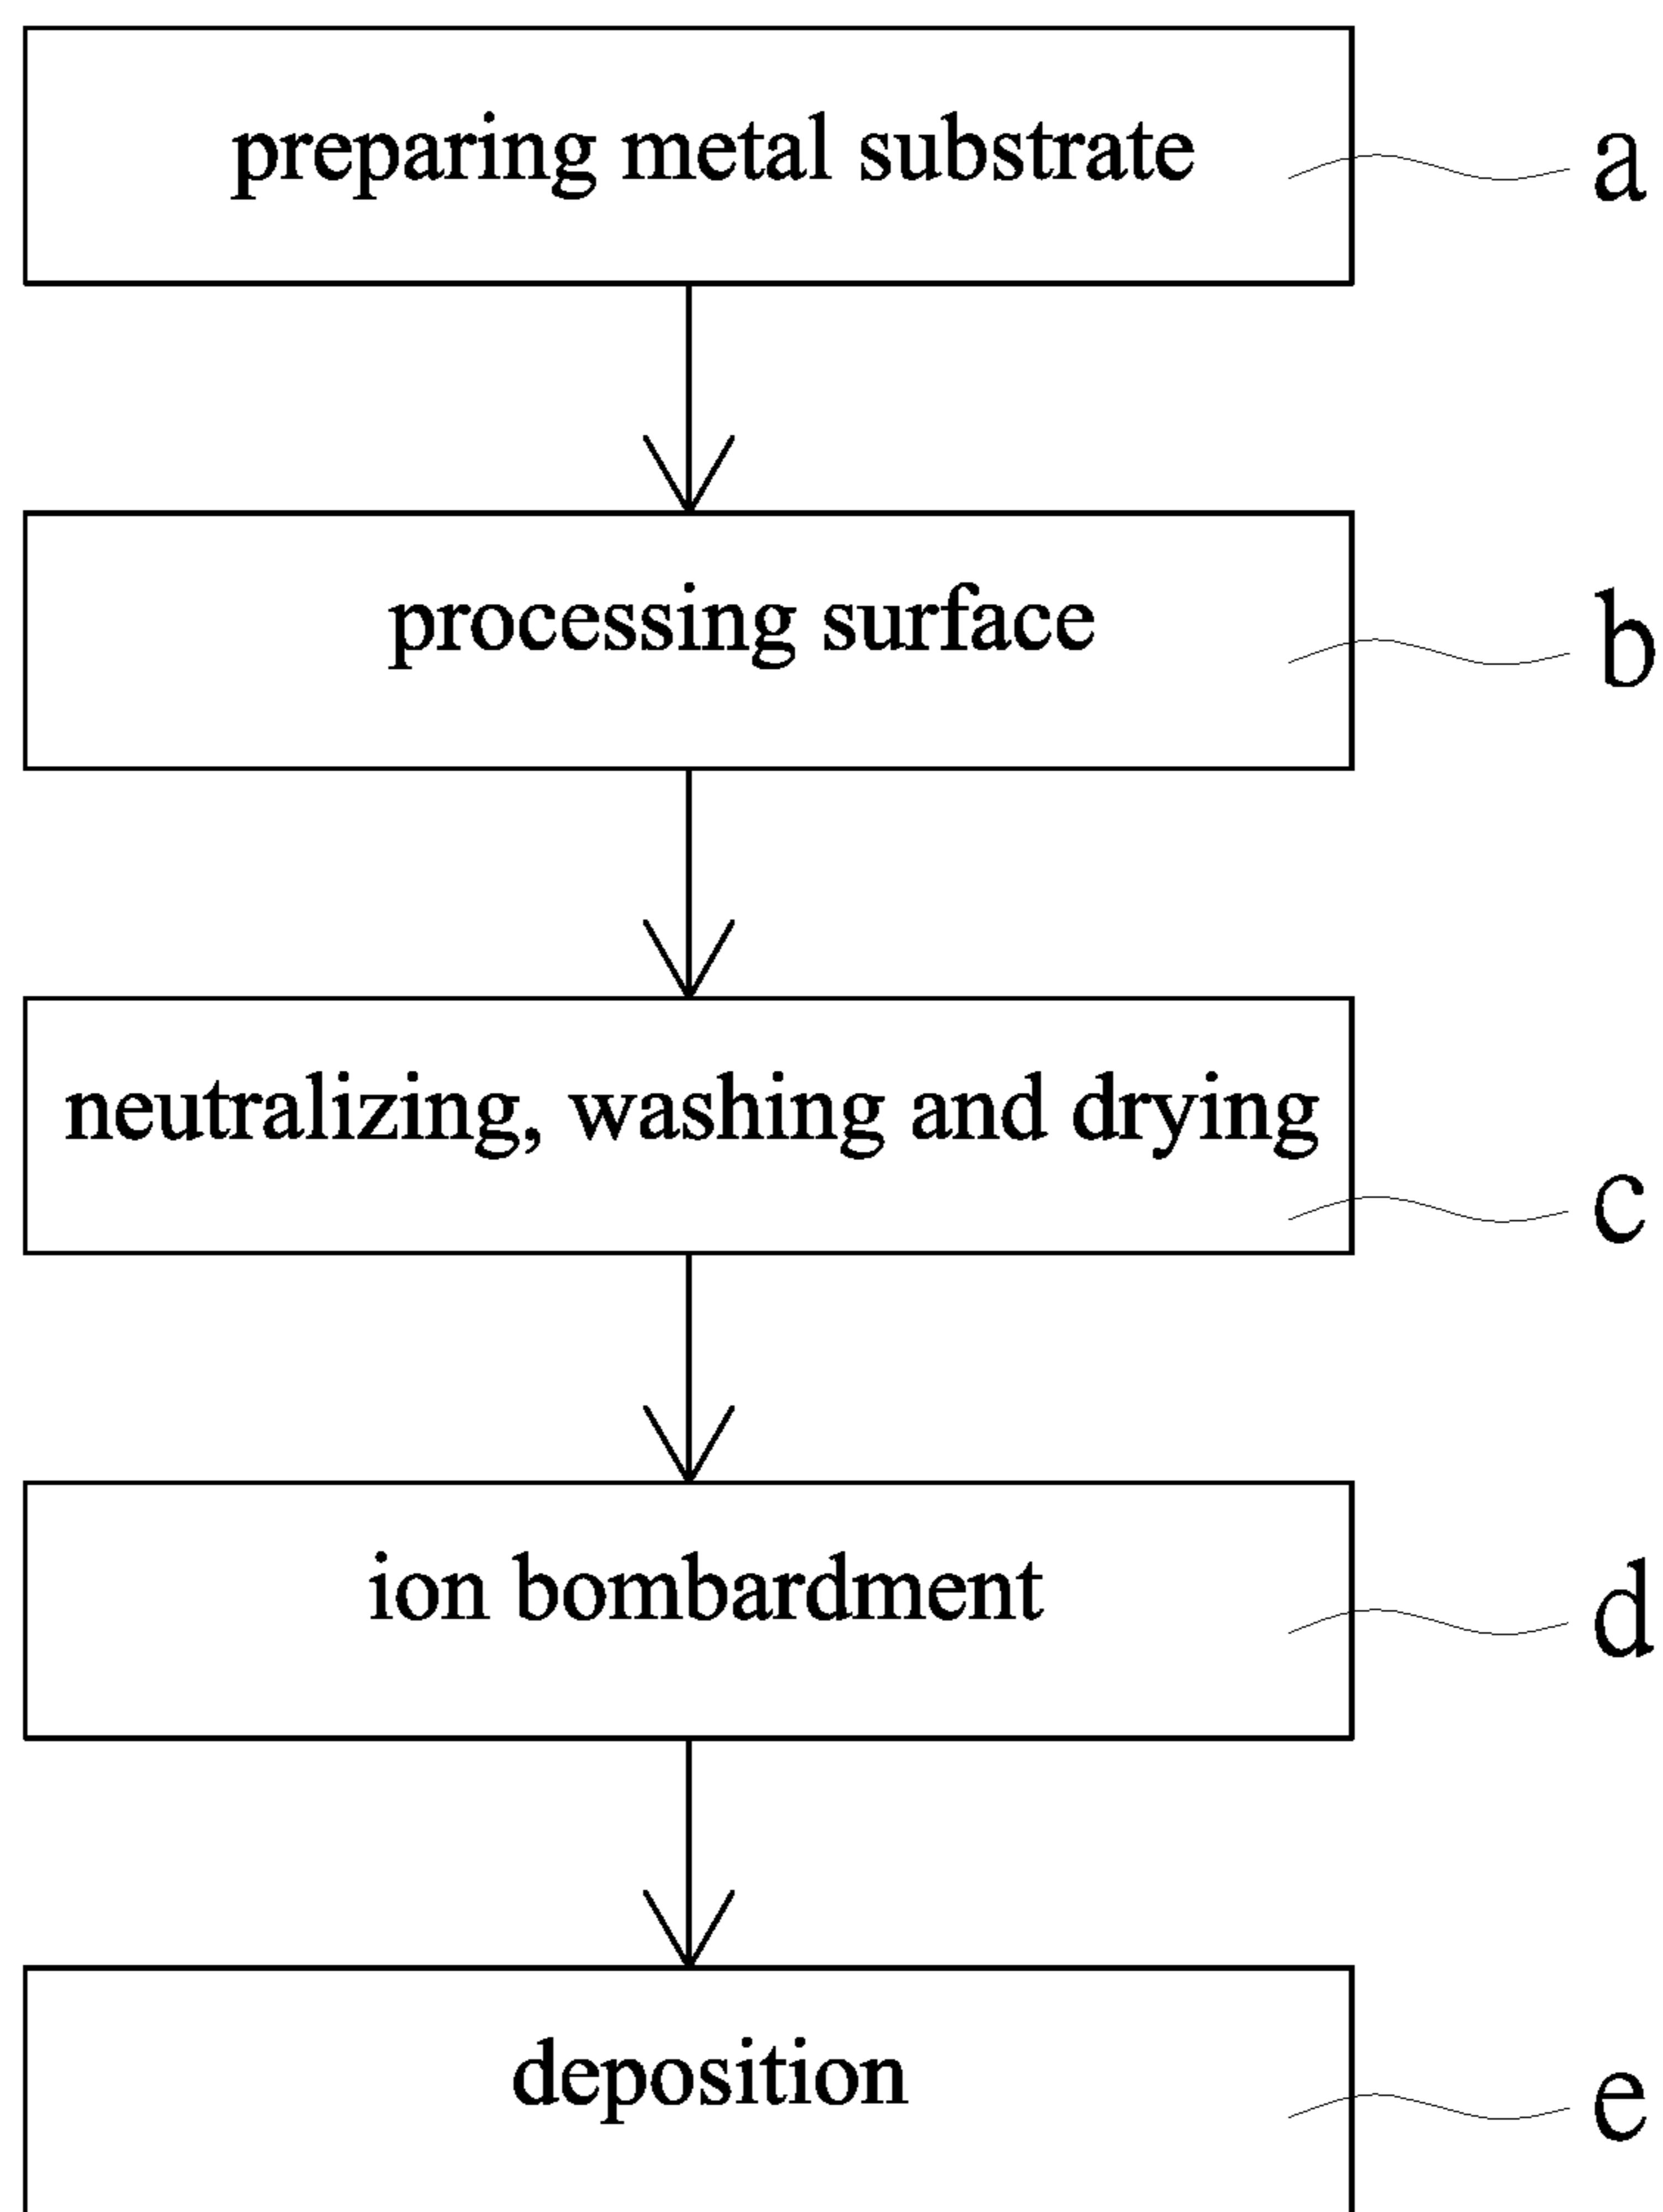 preparing metal substrate
a
processing surface
b
neutralizing, washing and drying
c
ion bombardment
d
deposition
e